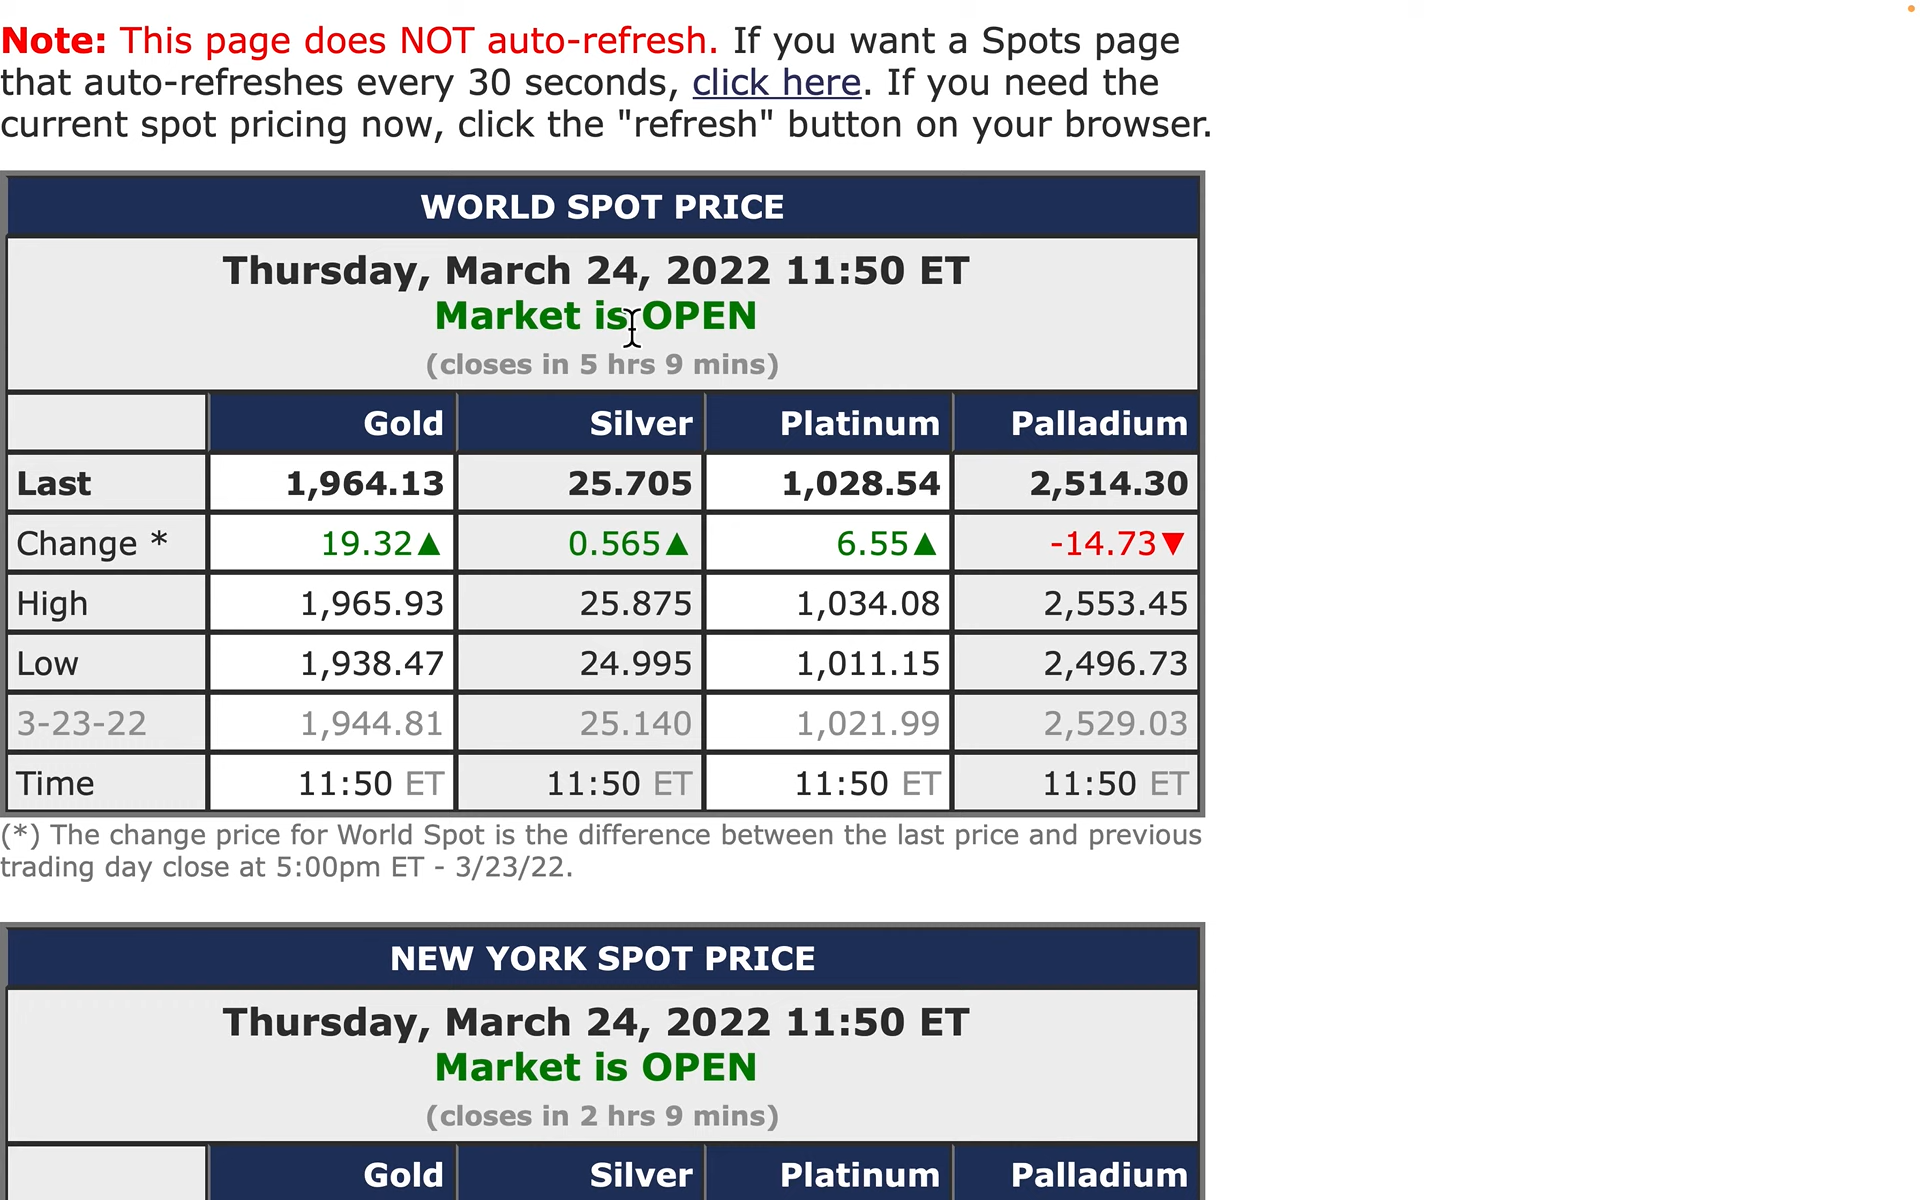 Note: This page does NOT auto-refresh. If you want a Spots page
that auto-refreshes every 30 seconds, click here. If you need the
current spot pricing now, click the "refresh" button on your browser.
WORLD SPOT PRICE
Thursday, March 24, 2022 11:50 ET
Market is OPEN
(closes in 5 hrs 9 mins)
Gold Silver Platinum Palladium
Last 1,964.13 25.705 1,028.54 2,514.30
Change * 19.32▲ 0.565▲ 6.55▲ -14.73▼
High 1,965.93 25.875 1,034.08 2,553.45
Low 1,938.47 24.995 1,011.15 2,496.73
3-23-22 1,944.81 25.140 1,021.99 2,529.03
Time 11:50 ET 11:50 ET 11:50 ET 11:50 ET
(*) The change price for World Spot is the difference between the last price and previous
trading day close at 5:00pm ET - 3/23/22.
NEW YORK SPOT PRICE
Thursday, March 24, 2022 11:50 ET
Market is OPEN
(closes in 2 hrs 9 mins)
Gold Silver Platinum Palladium